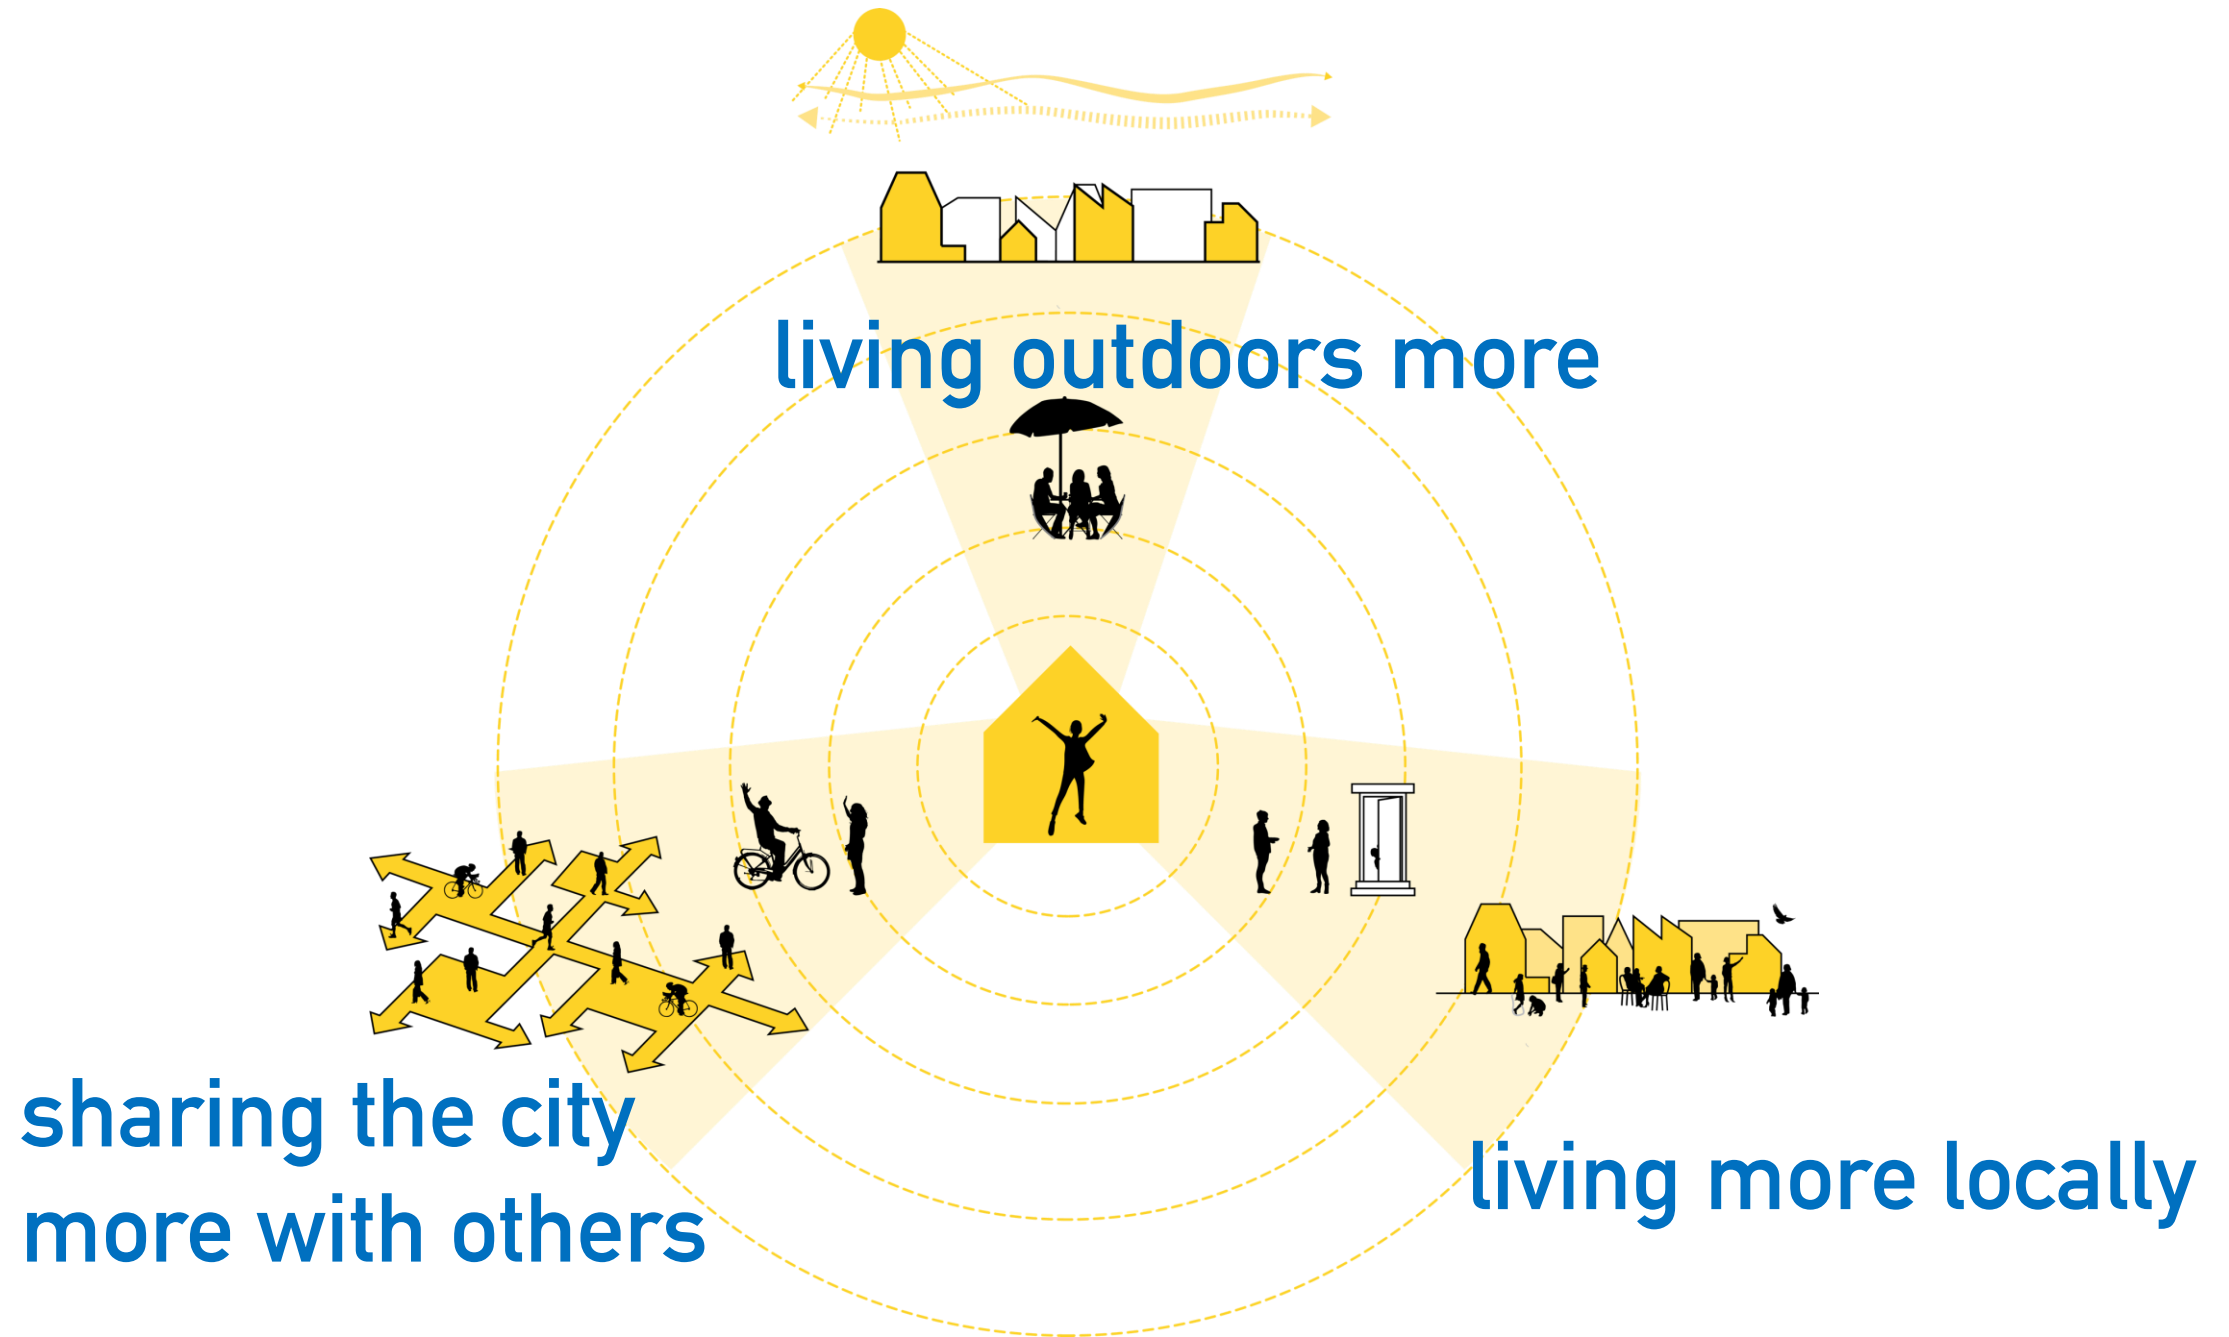 living outdoors more
sharing the city
more with others
living more locally